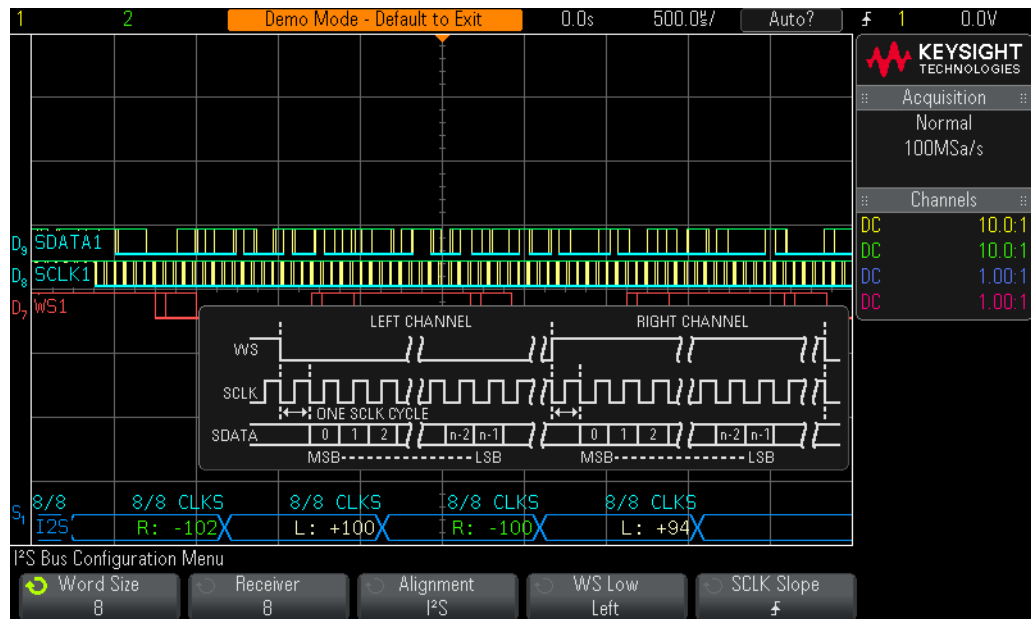 1 2 Demo Mode - Default to Exit 0.0s 500.0㎲/ Auto? 1 0.0V
KEYSIGHT
TECHNOLOGIES
Acquisition
Normal
100MSa/s
Channels
DC 10.0:1
DC 10.0:1
DC 1.00:1
DC 1.00:1
D9 SDATA1
D8 SCLK1
D7 WS1
LEFT CHANNEL RIGHT CHANNEL
WS
SCLK
ONE SCLK CYCLE
SDATA 0 1 2 n-2 n-1 0 1 2 n-2 n-1
MSB LSB MSB LSB
8/8 8/8 CLKS 8/8 CLKS 8/8 CLKS 8/8 CLKS
S1 I2S R: -102 L: +100 R: -100 L: +94
I²S Bus Configuration Menu
Word Size Receiver Alignment WS Low SCLK Slope
8 8 I²S Left